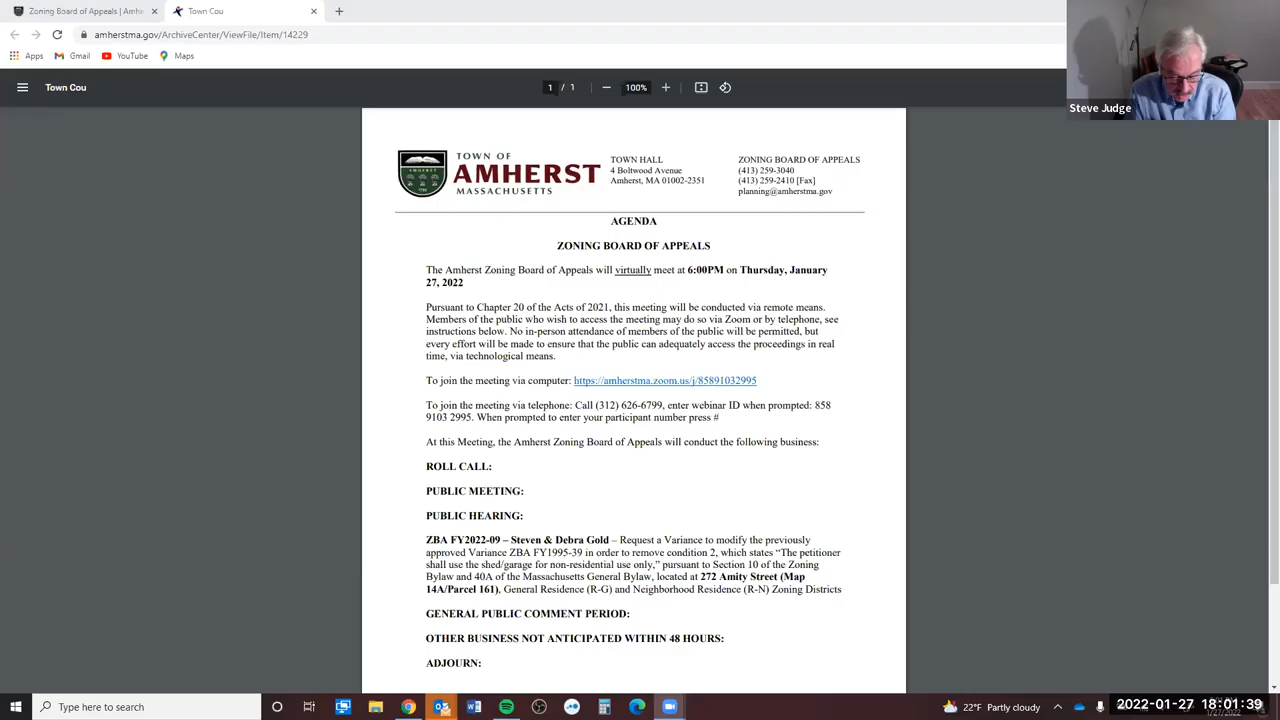 Zoning Board of Appeals | Amhe
Town Cou
amherstma.gov/ArchiveCenter/ViewFile/Item/14229
Apps
Gmail
YouTube
Maps
Town Cou
1 / 1
100%
Steve Judge
TOWN OF
AMHERST
MASSACHUSETTS
TOWN HALL
4 Boltwood Avenue
Amherst, MA 01002-2351
ZONING BOARD OF APPEALS
(413) 259-3040
(413) 259-2410 [Fax]
planning@amherstma.gov
AGENDA
ZONING BOARD OF APPEALS
The Amherst Zoning Board of Appeals will virtually meet at 6:00PM on Thursday, January
27, 2022
Pursuant to Chapter 20 of the Acts of 2021, this meeting will be conducted via remote means.
Members of the public who wish to access the meeting may do so via Zoom or by telephone, see
instructions below. No in-person attendance of members of the public will be permitted, but
every effort will be made to ensure that the public can adequately access the proceedings in real
time, via technological means.
To join the meeting via computer: https://amherstma.zoom.us/j/85891032995
To join the meeting via telephone: Call (312) 626-6799, enter webinar ID when prompted: 858
9103 2995. When prompted to enter your participant number press #
At this Meeting, the Amherst Zoning Board of Appeals will conduct the following business:
ROLL CALL:
PUBLIC MEETING:
PUBLIC HEARING:
ZBA FY2022-09 – Steven & Debra Gold – Request a Variance to modify the previously
approved Variance ZBA FY1995-39 in order to remove condition 2, which states “The petitioner
shall use the shed/garage for non-residential use only,” pursuant to Section 10 of the Zoning
Bylaw and 40A of the Massachusetts General Bylaw, located at 272 Amity Street (Map
14A/Parcel 161), General Residence (R-G) and Neighborhood Residence (R-N) Zoning Districts
GENERAL PUBLIC COMMENT PERIOD:
OTHER BUSINESS NOT ANTICIPATED WITHIN 48 HOURS:
ADJOURN:
Type here to search
22°F Partly cloudy
2022-01-27 18:01:39